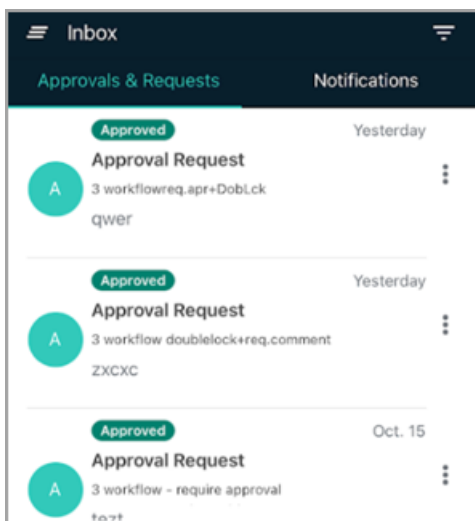 Inbox
Approvals & Requests Notifications
Approved Yesterday
Approval Request
A
3 workflowreq.apr+DobLck
qwer
Approved Yesterday
Approval Request
A
3 workflow doublelock+req.comment
zxcxc
Approved Oct. 15
Approval Request
A
3 workflow - require approval
tezt